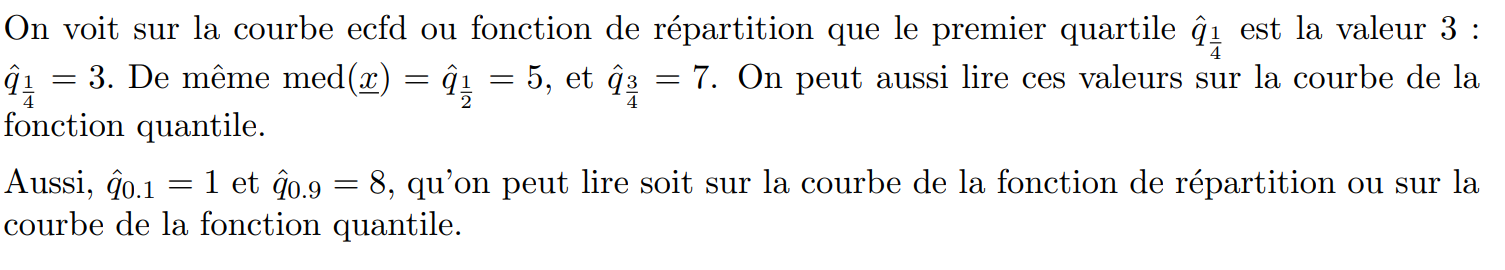 On voit sur la courbe ecfd ou fonction de répartition que le premier quartile $\hat{q}_{\frac{1}{4}}$ est la valeur 3 :
$\hat{q}_{\frac{1}{4}} = 3$. De même med($\underline{x}$) = $\hat{q}_{\frac{1}{2}} = 5$, et $\hat{q}_{\frac{3}{4}} = 7$. On peut aussi lire ces valeurs sur la courbe de la
fonction quantile.
Aussi, $\hat{q}_{0.1} = 1$ et $\hat{q}_{0.9} = 8$, qu'on peut lire soit sur la courbe de la fonction de répartition ou sur la
courbe de la fonction quantile.